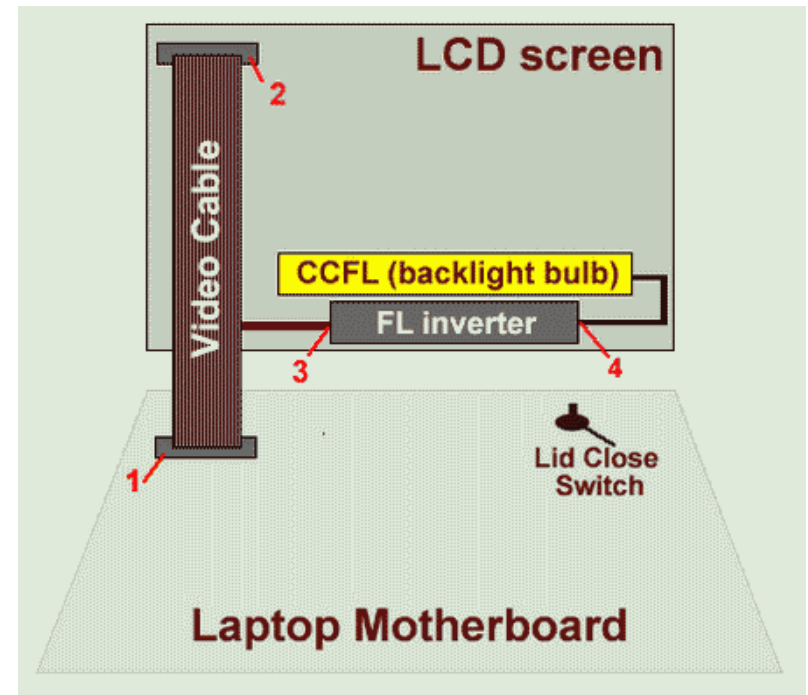 LCD screen
2
Video Cable
CCFL (backlight bulb)
FL inverter
3
4
1
Lid Close
Switch
Laptop Motherboard